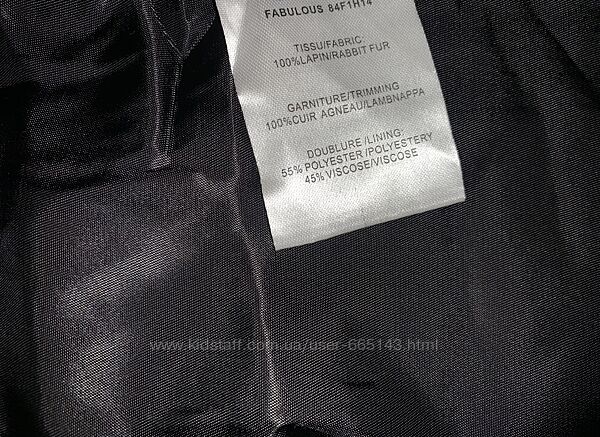 FABULOUS 84F1H14
TISSU/FABRIC:
100%LAPIN/RABBIT FUR
GARNITURE/TRIMMING
100%CUIR AGNEAU/LAMBNAPPA
DOUBLURE /LINING:
55% POLYESTER /POLYESTERY
45% VISCOSE/VISCOSE
www.kidstaff.com.ua/user-665143.html